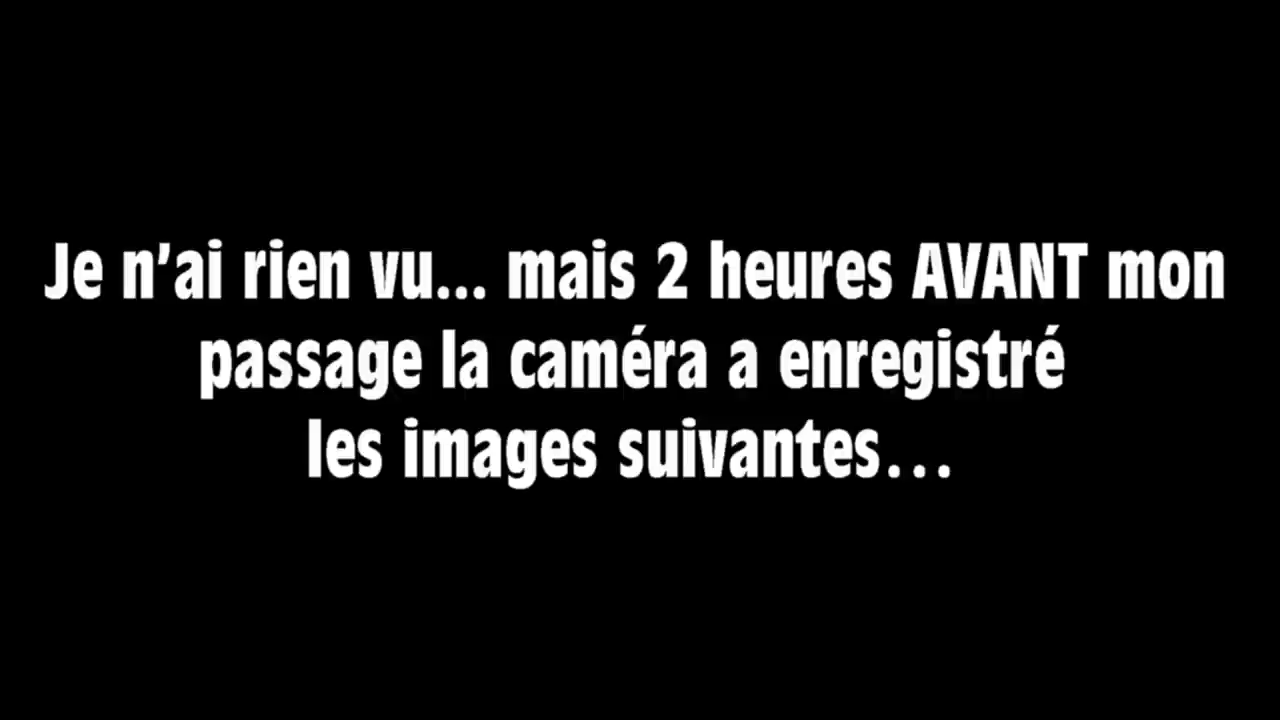 Je n’ai rien vu... mais 2 heures AVANT mon
passage la caméra a enregistré
les images suivantes...